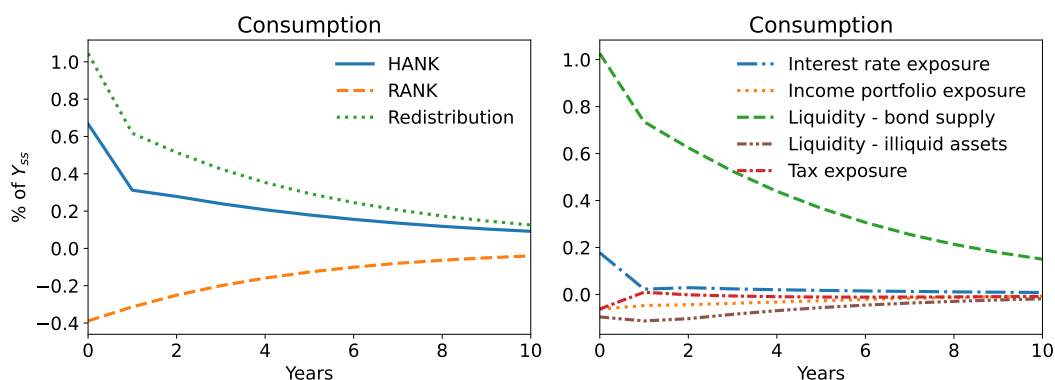 Consumption
% of Y_ss
1.0
0.8
0.6
0.4
0.2
0.0
−0.2
−0.4
HANK
RANK
Redistribution
0 2 4 6 8 10
Years
Consumption
1.0
0.8
0.6
0.4
0.2
0.0
Interest rate exposure
Income portfolio exposure
Liquidity - bond supply
Liquidity - illiquid assets
Tax exposure
0 2 4 6 8 10
Years